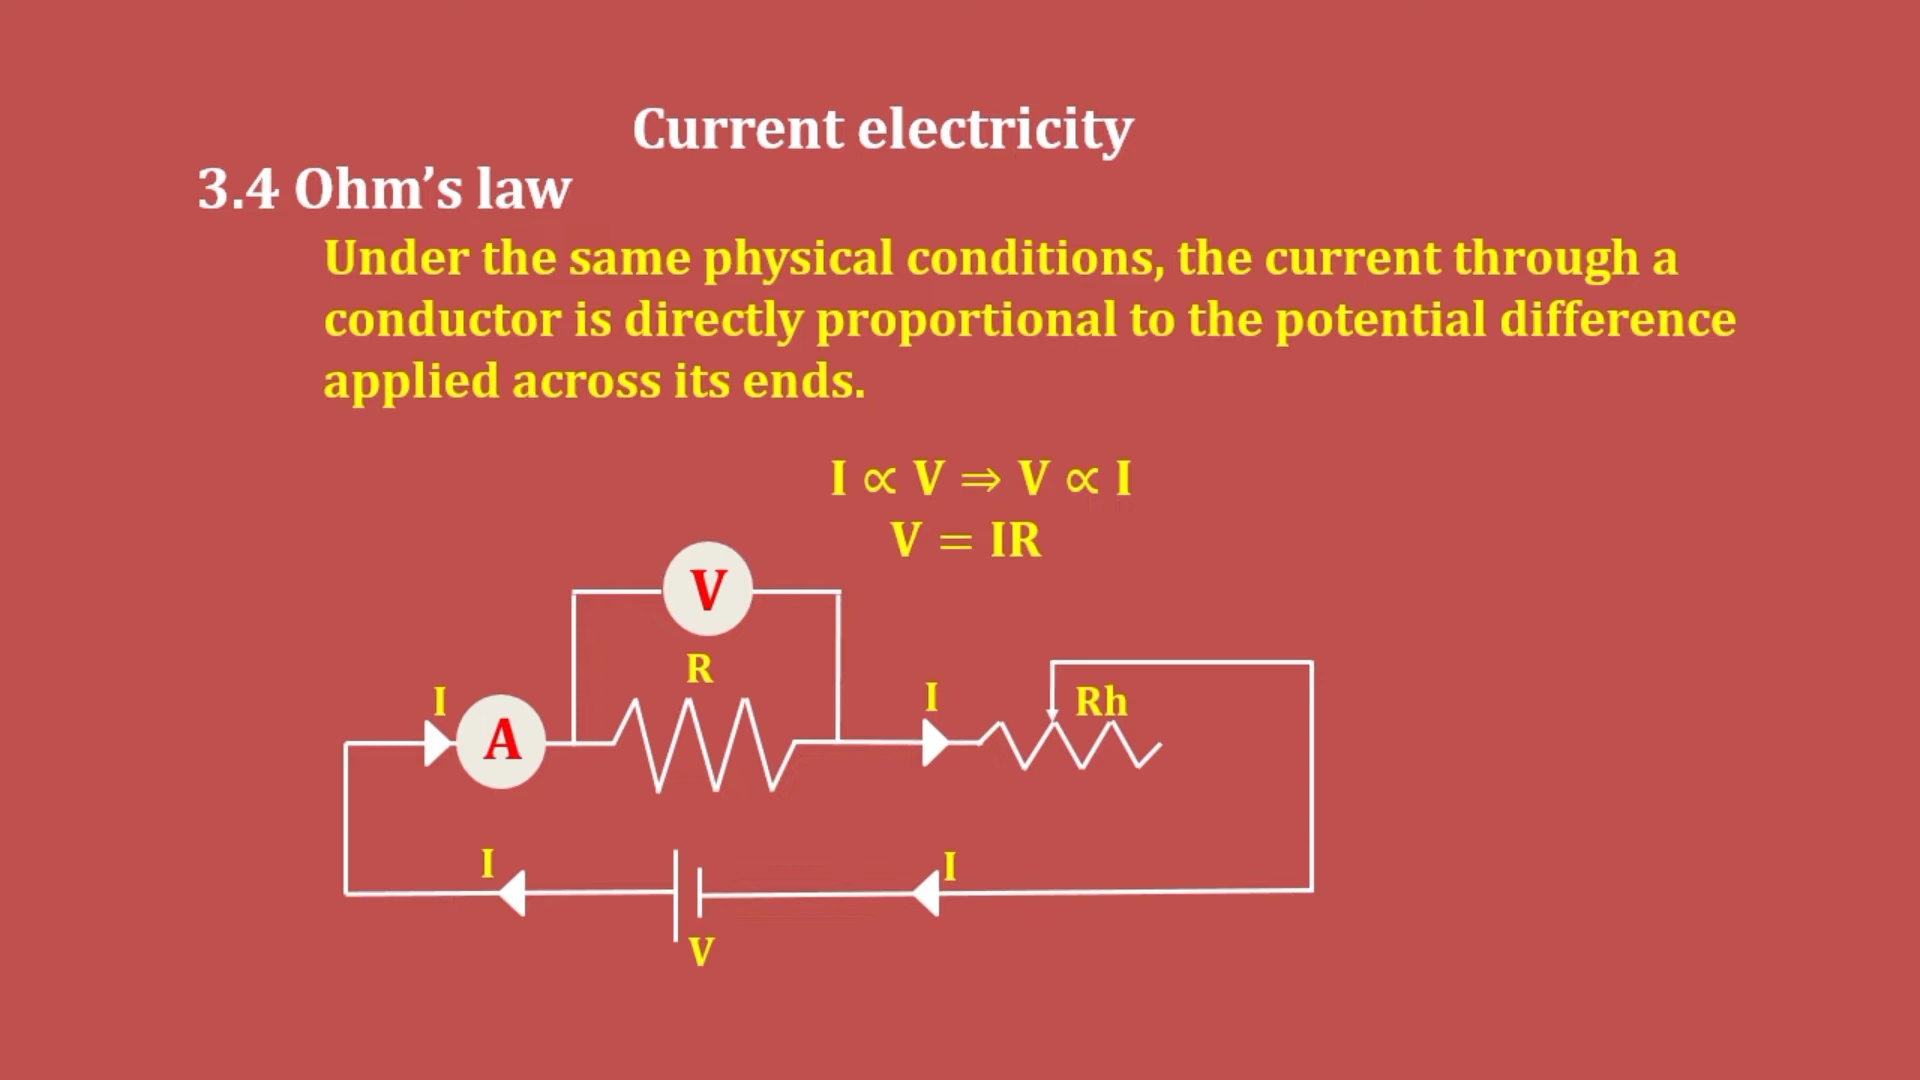 Current electricity
3.4 Ohm’s law
Under the same physical conditions, the current through a
conductor is directly proportional to the potential difference
applied across its ends.
I ∝ V ⇒ V ∝ I
V = IR
V
R
I
A
I
Rh
I
I
V